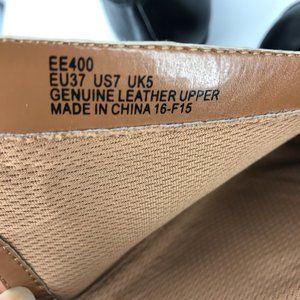 EE400
EU37 US7 UK5
GENUINE LEATHER UPPER
MADE IN CHINA 16-F15